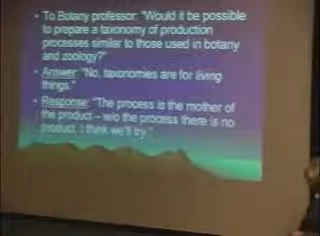 • To Botany professor: "Would it be possible
to prepare a taxonomy of production
processes similar to those used in botany
and zoology?"
• Answer: "No, taxonomies are for living
things."
• Response: "The process is the mother of
the product – w/o the process there is no
product. I think we'll try."